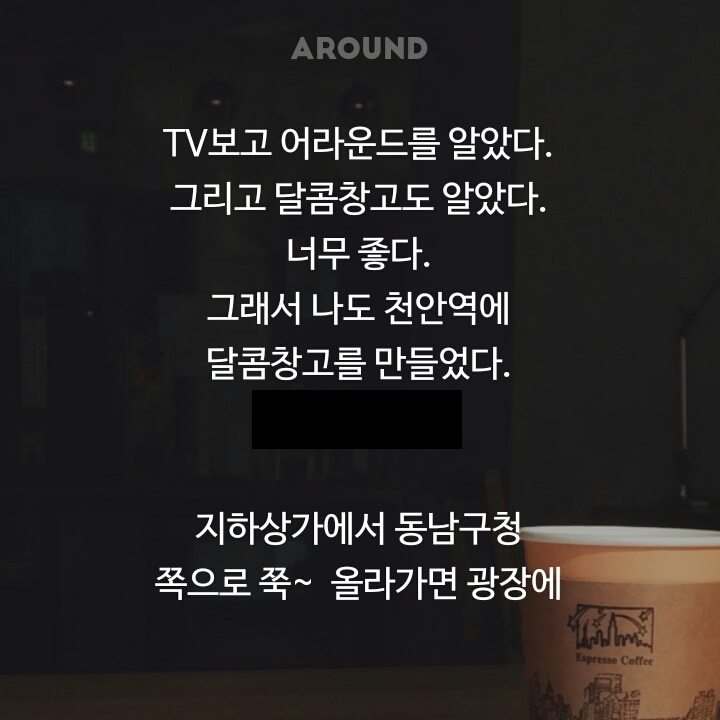 AROUND
TV보고 어라운드를 알았다.
그리고 달콤창고도 알았다.
너무 좋다.
그래서 나도 천안역에
달콤창고를 만들었다.
지하상가에서 동남구청
쪽으로 쭉~ 올라가면 광장에
Espresso Coffee